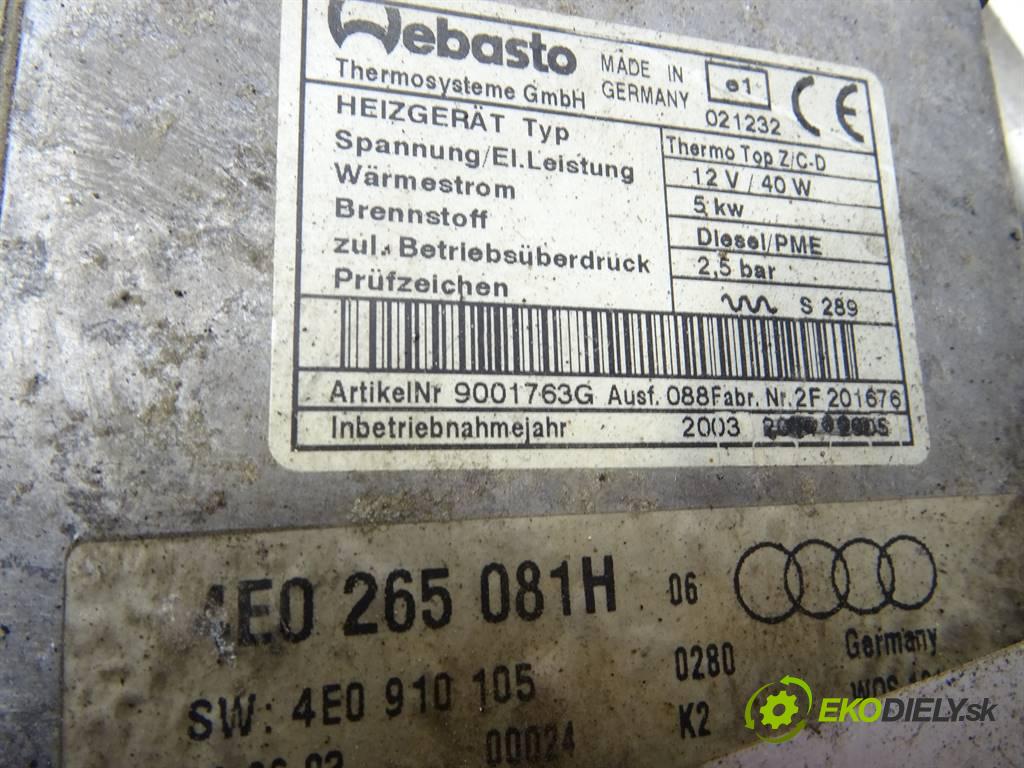 Webasto
Thermosysteme GmbH
MADE IN GERMANY
e1
021232
CE
HEIZGERÄT Typ Thermo Top Z/C-D
Spannung/El.Leistung 12 V / 40 W
Wärmestrom 5 kw
Brennstoff Diesel/PME
zul. Betriebsüberdruck 2,5 bar
Prüfzeichen S 289
ArtikelNr 9001763G Ausf. 088 Fabr. Nr. 2F 201676
Inbetriebnahmejahr 2003
4E0 265 081H 06
SW: 4E0 910 105 0280 Germany
00024 K2
EKODIELY.sk